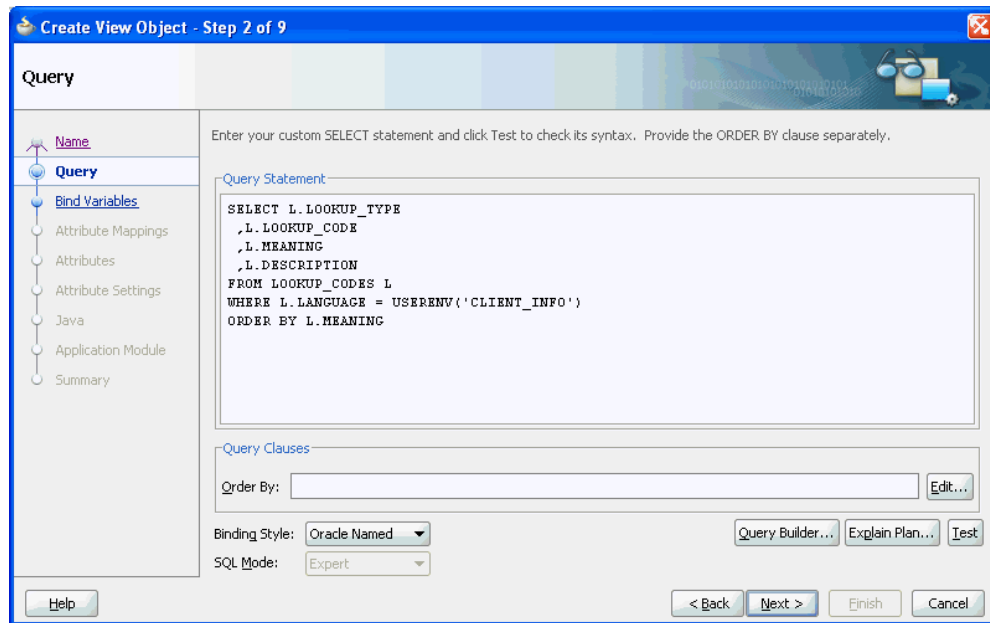 Create View Object - Step 2 of 9
Query
Name
Query
Bind Variables
Attribute Mappings
Attributes
Attribute Settings
Java
Application Module
Summary
Enter your custom SELECT statement and click Test to check its syntax. Provide the ORDER BY clause separately.
Query Statement
SELECT L.LOOKUP_TYPE
,L.LOOKUP_CODE
,L.MEANING
,L.DESCRIPTION
FROM LOOKUP_CODES L
WHERE L.LANGUAGE = USERENV('CLIENT_INFO')
ORDER BY L.MEANING
Query Clauses
Order By:
Edit...
Binding Style: Oracle Named
Query Builder... Explain Plan... Test
SQL Mode: Expert
Help
< Back Next > Finish Cancel